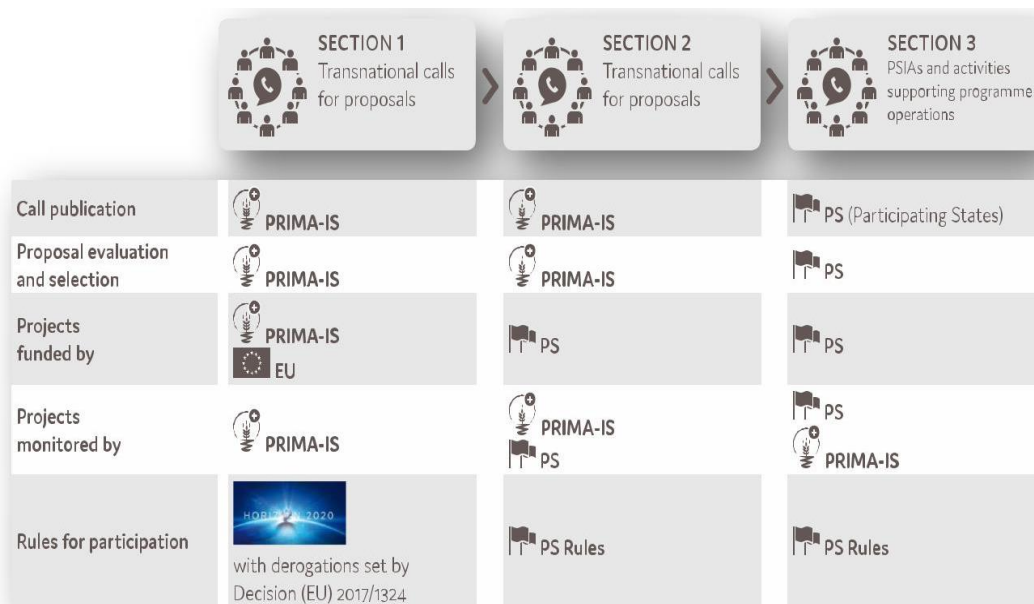 SECTION 1
Transnational calls
for proposals
SECTION 2
Transnational calls
for proposals
SECTION 3
PSIAs and activities
supporting programme
operations
Call publication
PRIMA-IS
PRIMA-IS
PS (Participating States)
Proposal evaluation
and selection
PRIMA-IS
PRIMA-IS
PS
Projects
funded by
PRIMA-IS
EU
PS
PS
Projects
monitored by
PRIMA-IS
PRIMA-IS
PS
PS
PRIMA-IS
Rules for participation
HORIZON 2020
with derogations set by
Decision (EU) 2017/1324
PS Rules
PS Rules